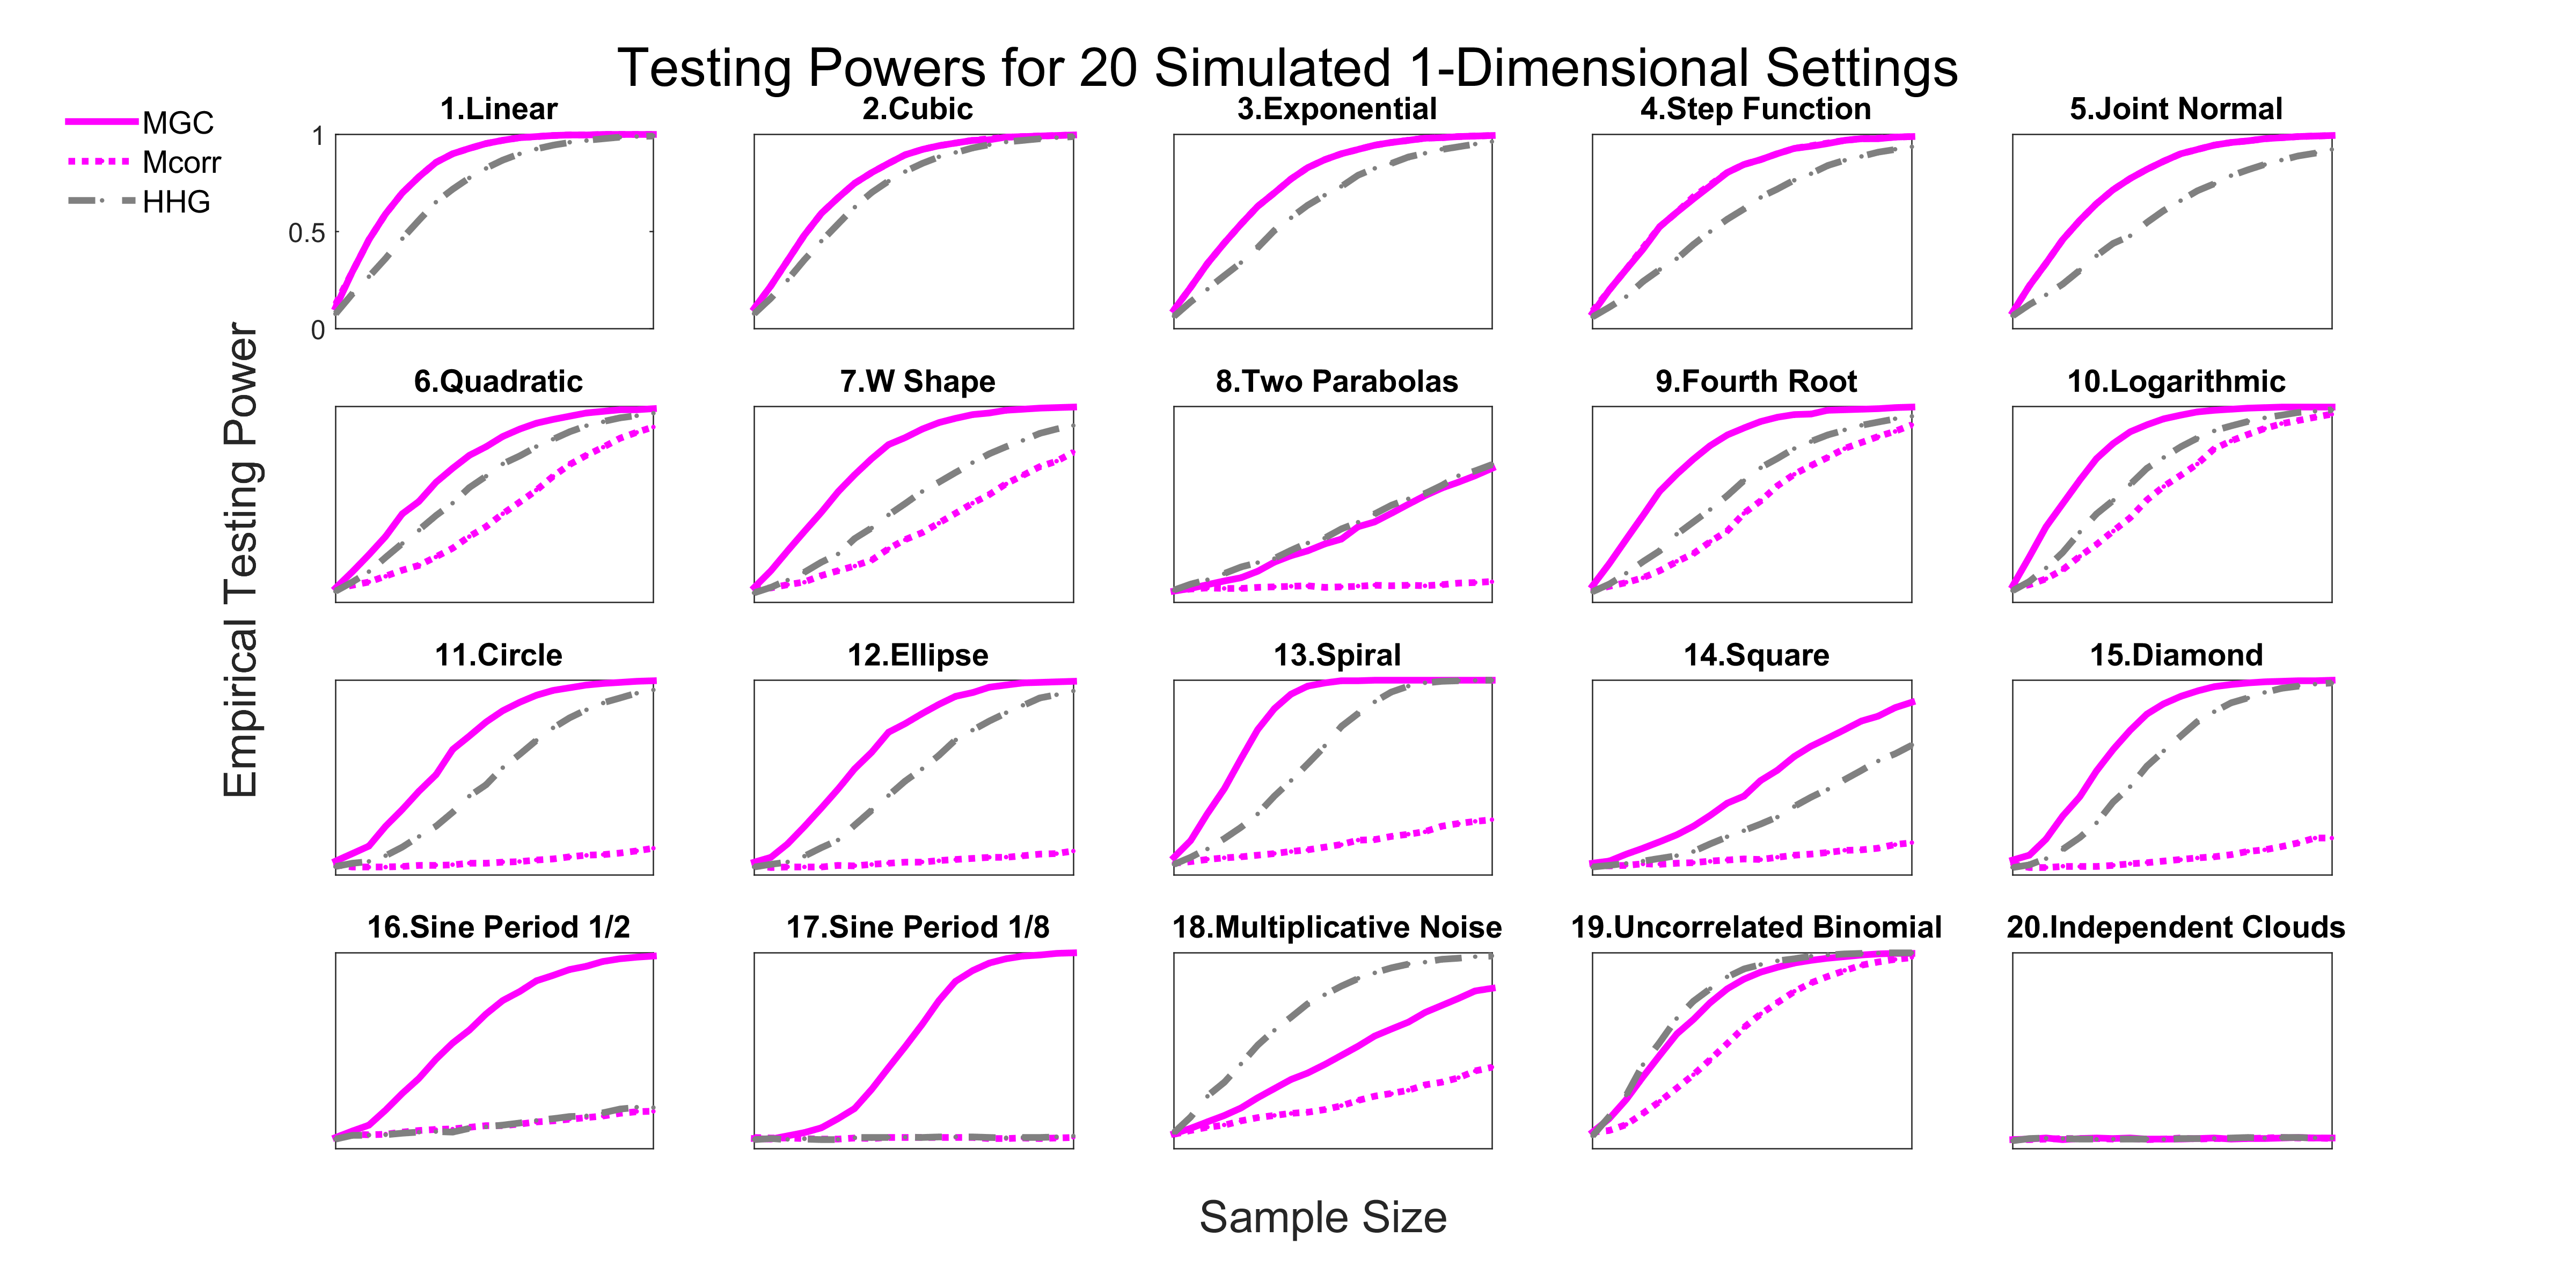 Testing Powers for 20 Simulated 1-Dimensional Settings
MGC
Mcorr
HHG
1.Linear
2.Cubic
3.Exponential
4.Step Function
5.Joint Normal
1
0.5
0
Empirical Testing Power
6.Quadratic
7.W Shape
8.Two Parabolas
9.Fourth Root
10.Logarithmic
11.Circle
12.Ellipse
13.Spiral
14.Square
15.Diamond
16.Sine Period 1/2
17.Sine Period 1/8
18.Multiplicative Noise
19.Uncorrelated Binomial
20.Independent Clouds
Sample Size